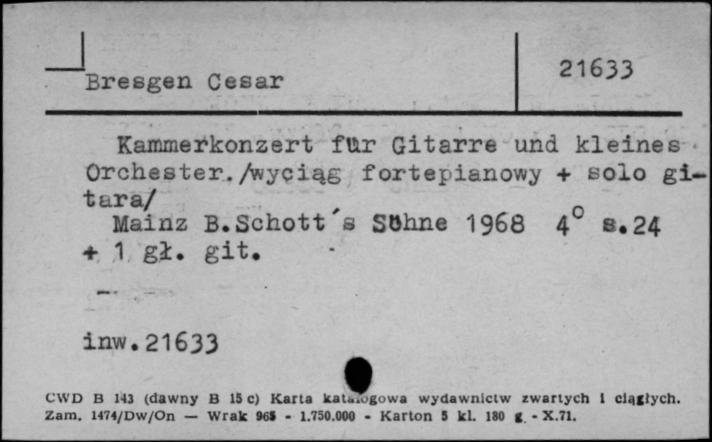 Bresgen Cesar
21633
Kammerkonzert für Gitarre und kleines
Orchester./wyciąg fortepianowy + solo gi-
tara/
Mainz B.Schott's Söhne 1968 4° s.24
+ 1 gł. git.
inw.21633
CWD B 143 (dawny B 15 c) Karta katalogowa wydawnictw zwartych i ciągłych.
Zam. 1474/Dw/On — Wrak 965 - 1.750.000 - Karton 5 kl. 180 g. - X.71.